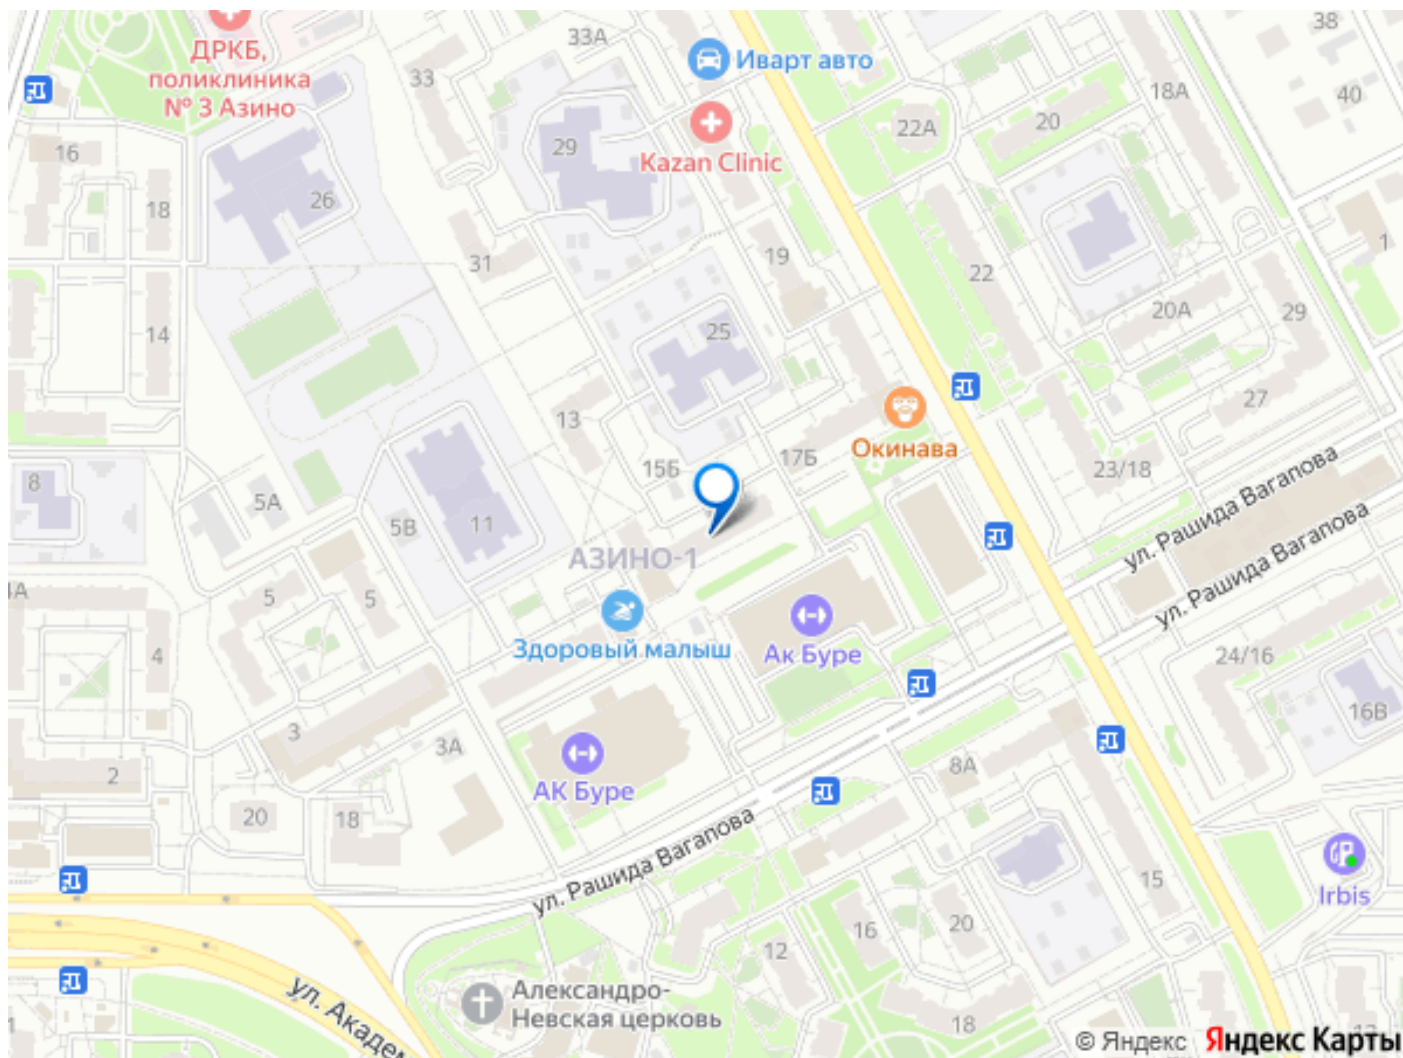 38
33А
ДРКБ,
поликлиника
№ 3 Азино
33
Иварт авто
18А
40
20
22А
29
Kazan Clinic
16
26
18
31
19
1
22
20А
29
14
25
27
13
Окинава
15Б
17Б
23/18
8
5А
5В
11
ул. Рашида Вагапова
ул. Рашида Вагапова
АЗИНО-1
5
5
Здоровый малыш
Ак Буре
4
24/16
16В
3
3А
8А
2
АК Буре
20
18
ул. Рашида Вагапова
15
Irbis
16
20
12
ул. Акаде
Александро-
Невская церковь
18
© Яндекс Яндекс Карты